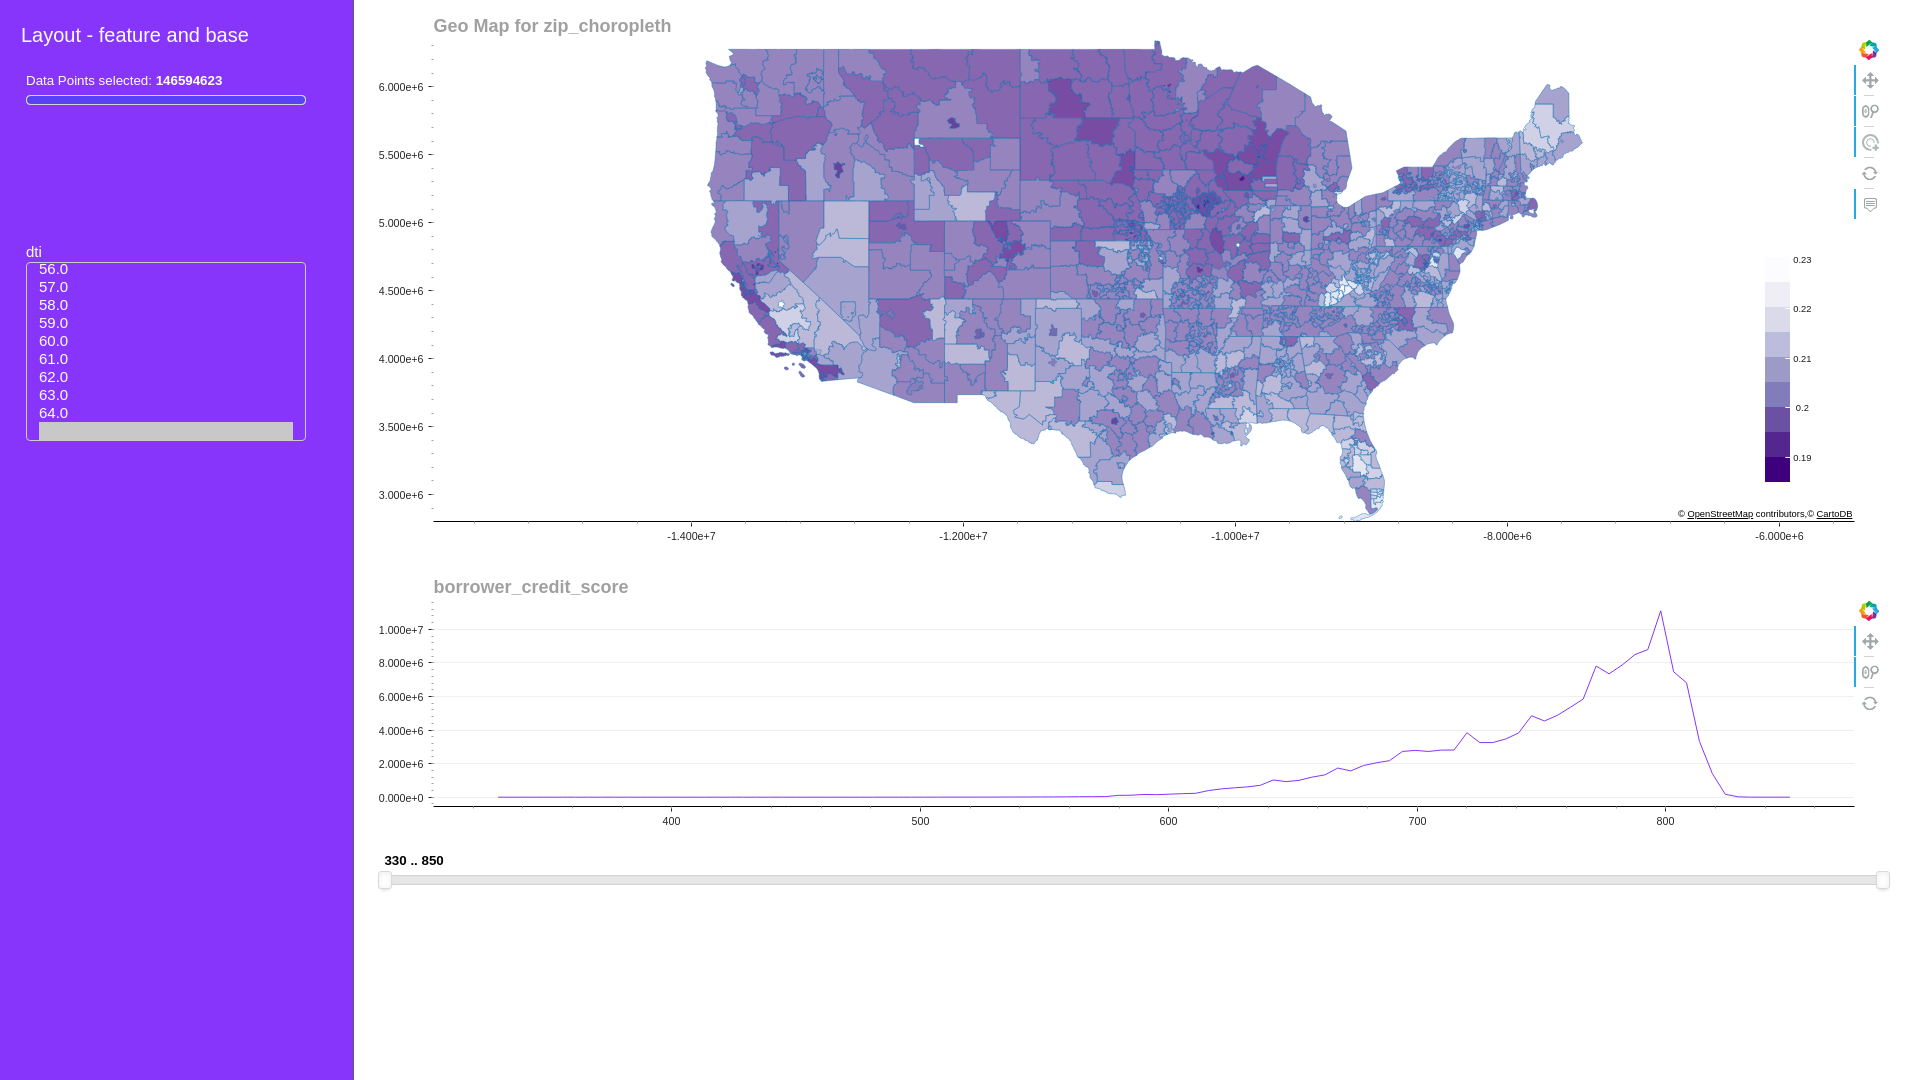 Layout - feature and base
Data Points selected: 146594623
dti
56.0
57.0
58.0
59.0
60.0
61.0
62.0
63.0
64.0
Geo Map for zip_choropleth
6.000e+6
5.500e+6
5.000e+6
4.500e+6
4.000e+6
3.500e+6
3.000e+6
0.23
0.22
0.21
0.2
0.19
© OpenStreetMap contributors,© CartoDB
-1.400e+7 -1.200e+7 -1.000e+7 -8.000e+6 -6.000e+6
borrower_credit_score
1.000e+7
8.000e+6
6.000e+6
4.000e+6
2.000e+6
0.000e+0
400 500 600 700 800
330 .. 850